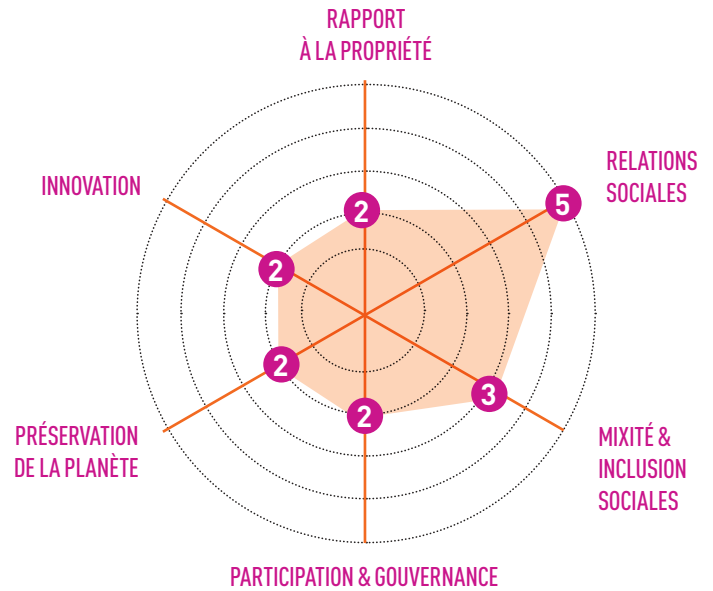 RAPPORT
À LA PROPRIÉTÉ
INNOVATION
RELATIONS
SOCIALES
2
5
2
2
3
2
PRÉSERVATION
DE LA PLANÈTE
MIXITÉ &
INCLUSION
SOCIALES
PARTICIPATION & GOUVERNANCE